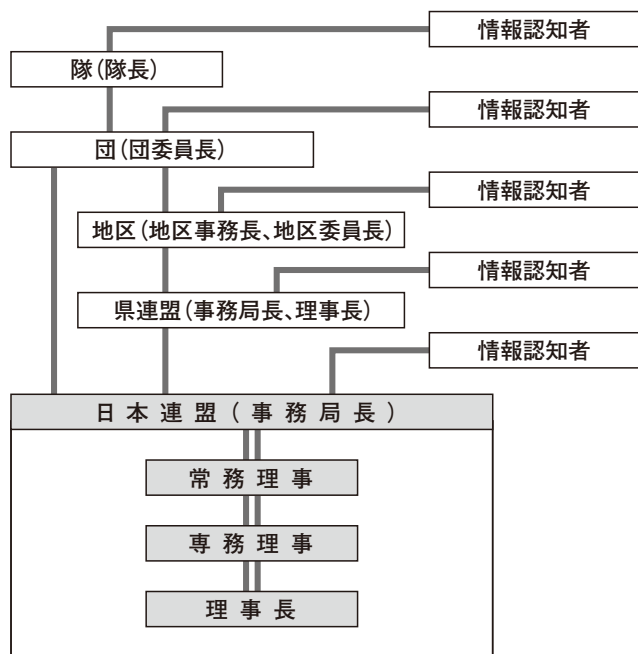 情報認知者
隊(隊長)
情報認知者
団(団委員長)
情報認知者
地区(地区事務長、地区委員長)
情報認知者
県連盟(事務局長、理事長)
情報認知者
日本連盟(事務局長)
常務理事
専務理事
理事長